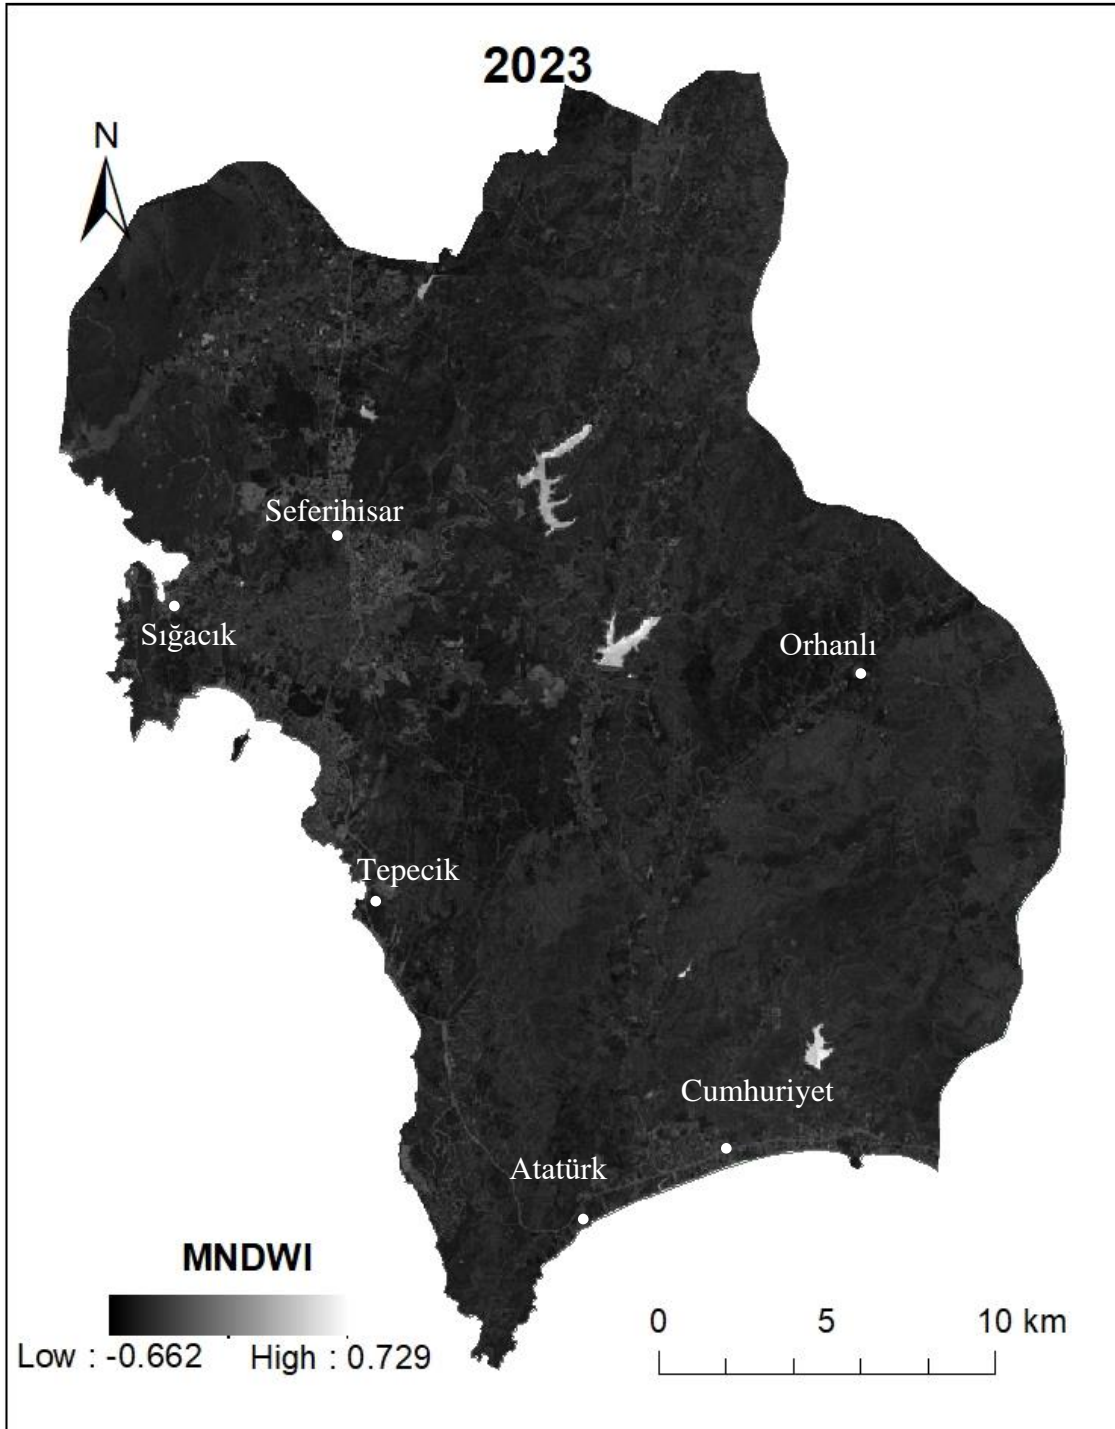 2023
N
Seferihisar
Sığacık
Orhanlı
Tepecik
Cumhuriyet
Atatürk
MNDWI
Low : -0.662 High : 0.729
0 5 10 km